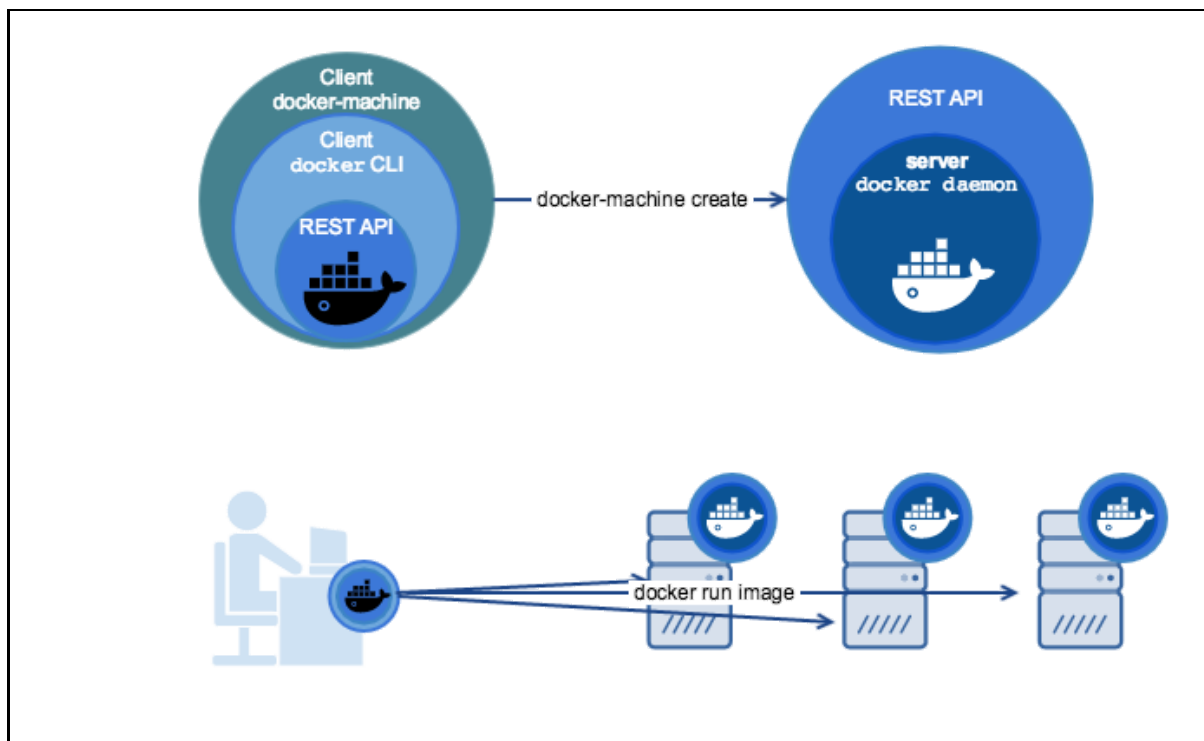 Client
docker-machine
Client
docker CLI
REST API
docker-machine create
REST API
server
docker daemon
docker run image